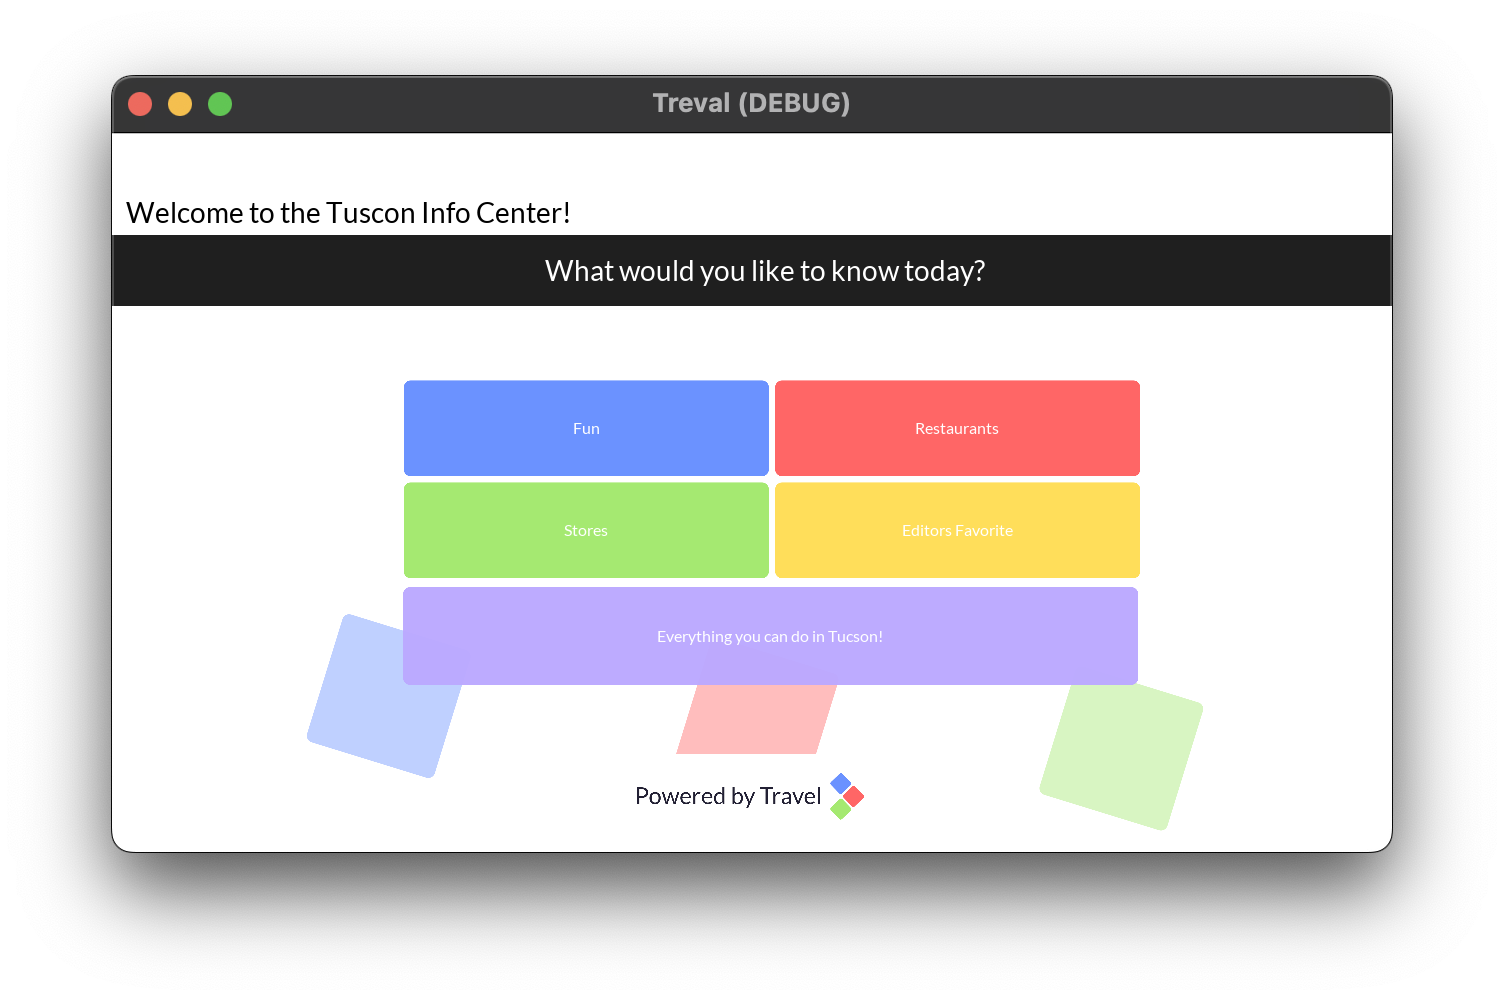 Treval (DEBUG)
Welcome to the Tuscon Info Center!
What would you like to know today?
Fun
Restaurants
Stores
Editors Favorite
Everything you can do in Tucson!
Powered by Travel